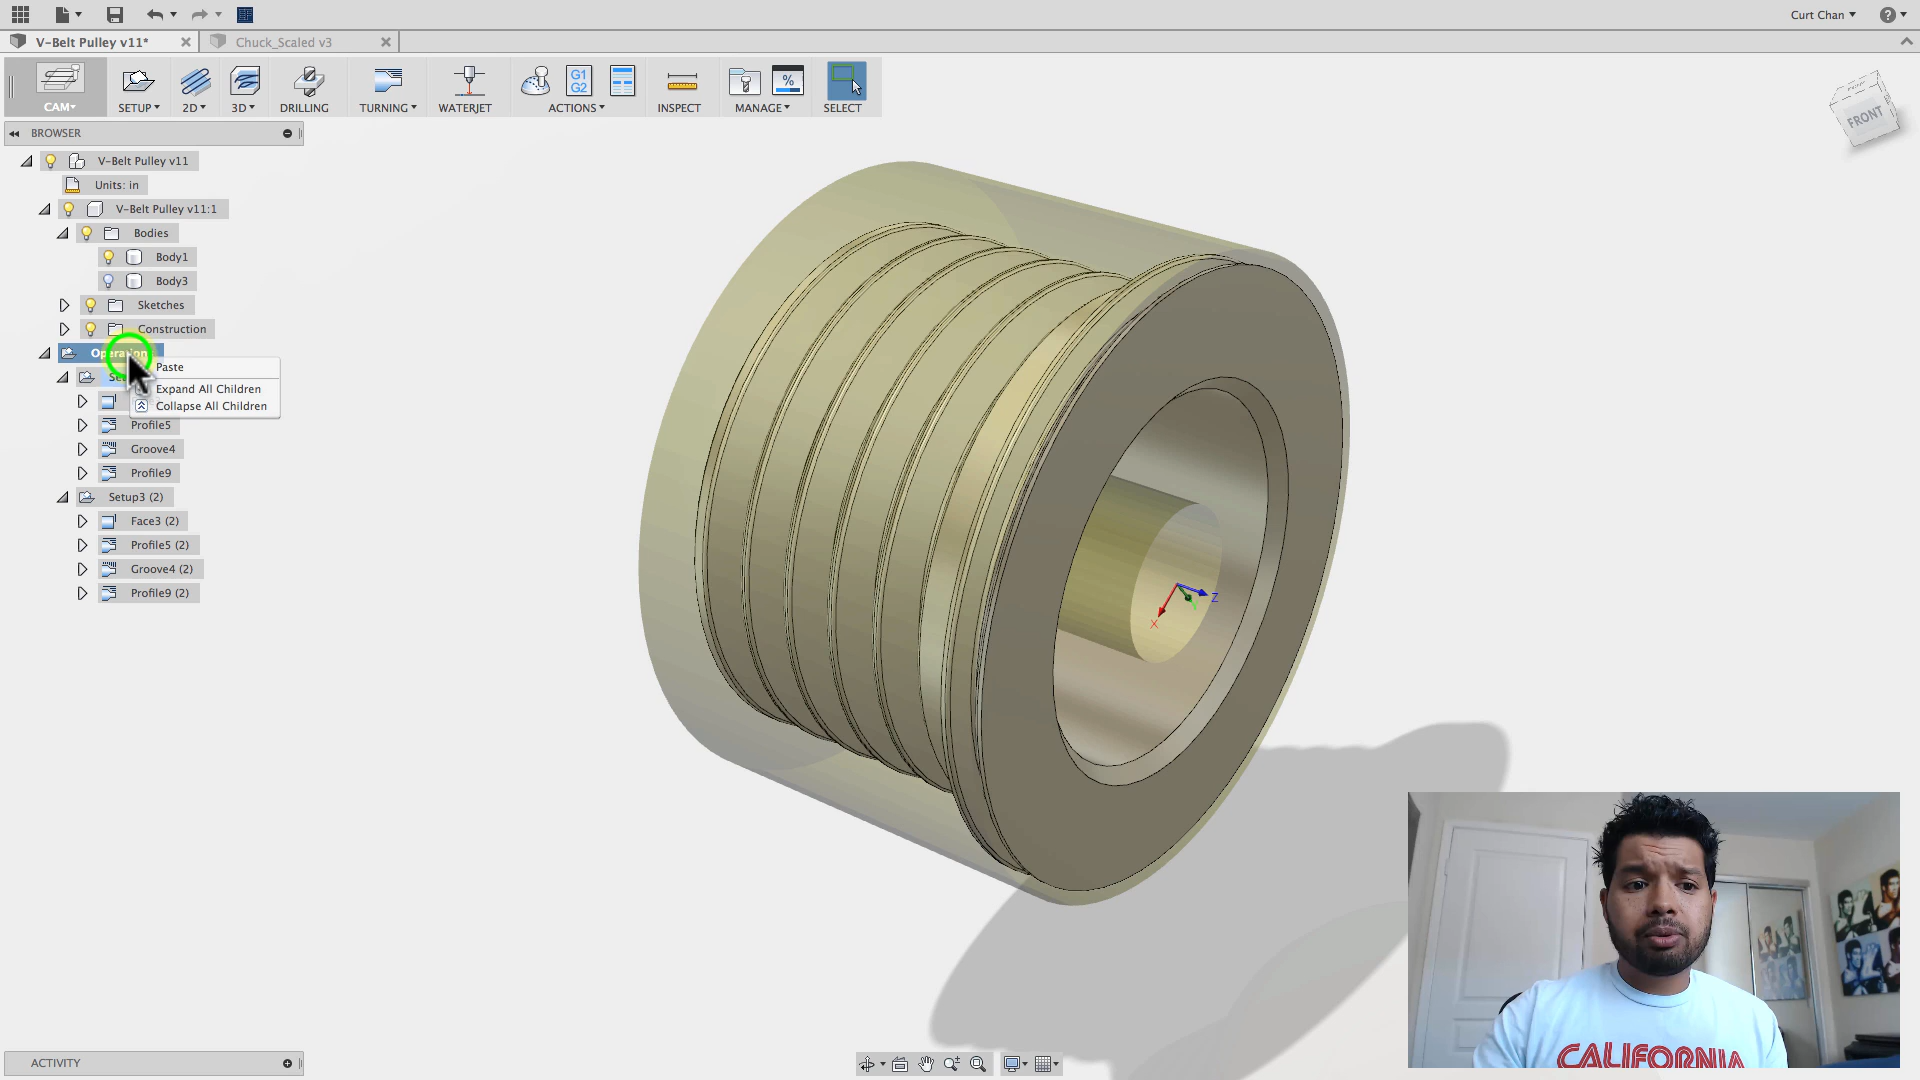 Curt Chan
V-Belt Pulley v11*
Chuck_Scaled v3
CAM
SETUP
2D
3D
DRILLING
TURNING
WATERJET
G1
G2
%
ACTIONS
INSPECT
MANAGE
SELECT
BROWSER
V-Belt Pulley v11
Units: in
V-Belt Pulley v11:1
Bodies
Body1
Body3
Sketches
Construction
Paste
Expand All Children
Collapse All Children
Profile5
Groove4
Profile9
Setup3 (2)
Face3 (2)
Profile5 (2)
Groove4 (2)
Profile9 (2)
FRONT
Z
X
ACTIVITY
CALIFORNIA